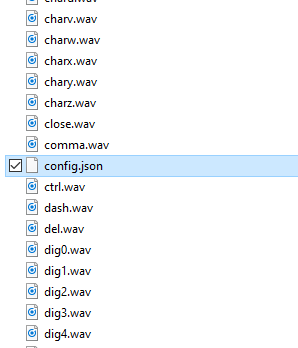 charv.wav
charw.wav
charx.wav
chary.wav
charz.wav
close.wav
comma.wav
config.json
ctrl.wav
dash.wav
del.wav
dig0.wav
dig1.wav
dig2.wav
dig3.wav
dig4.wav